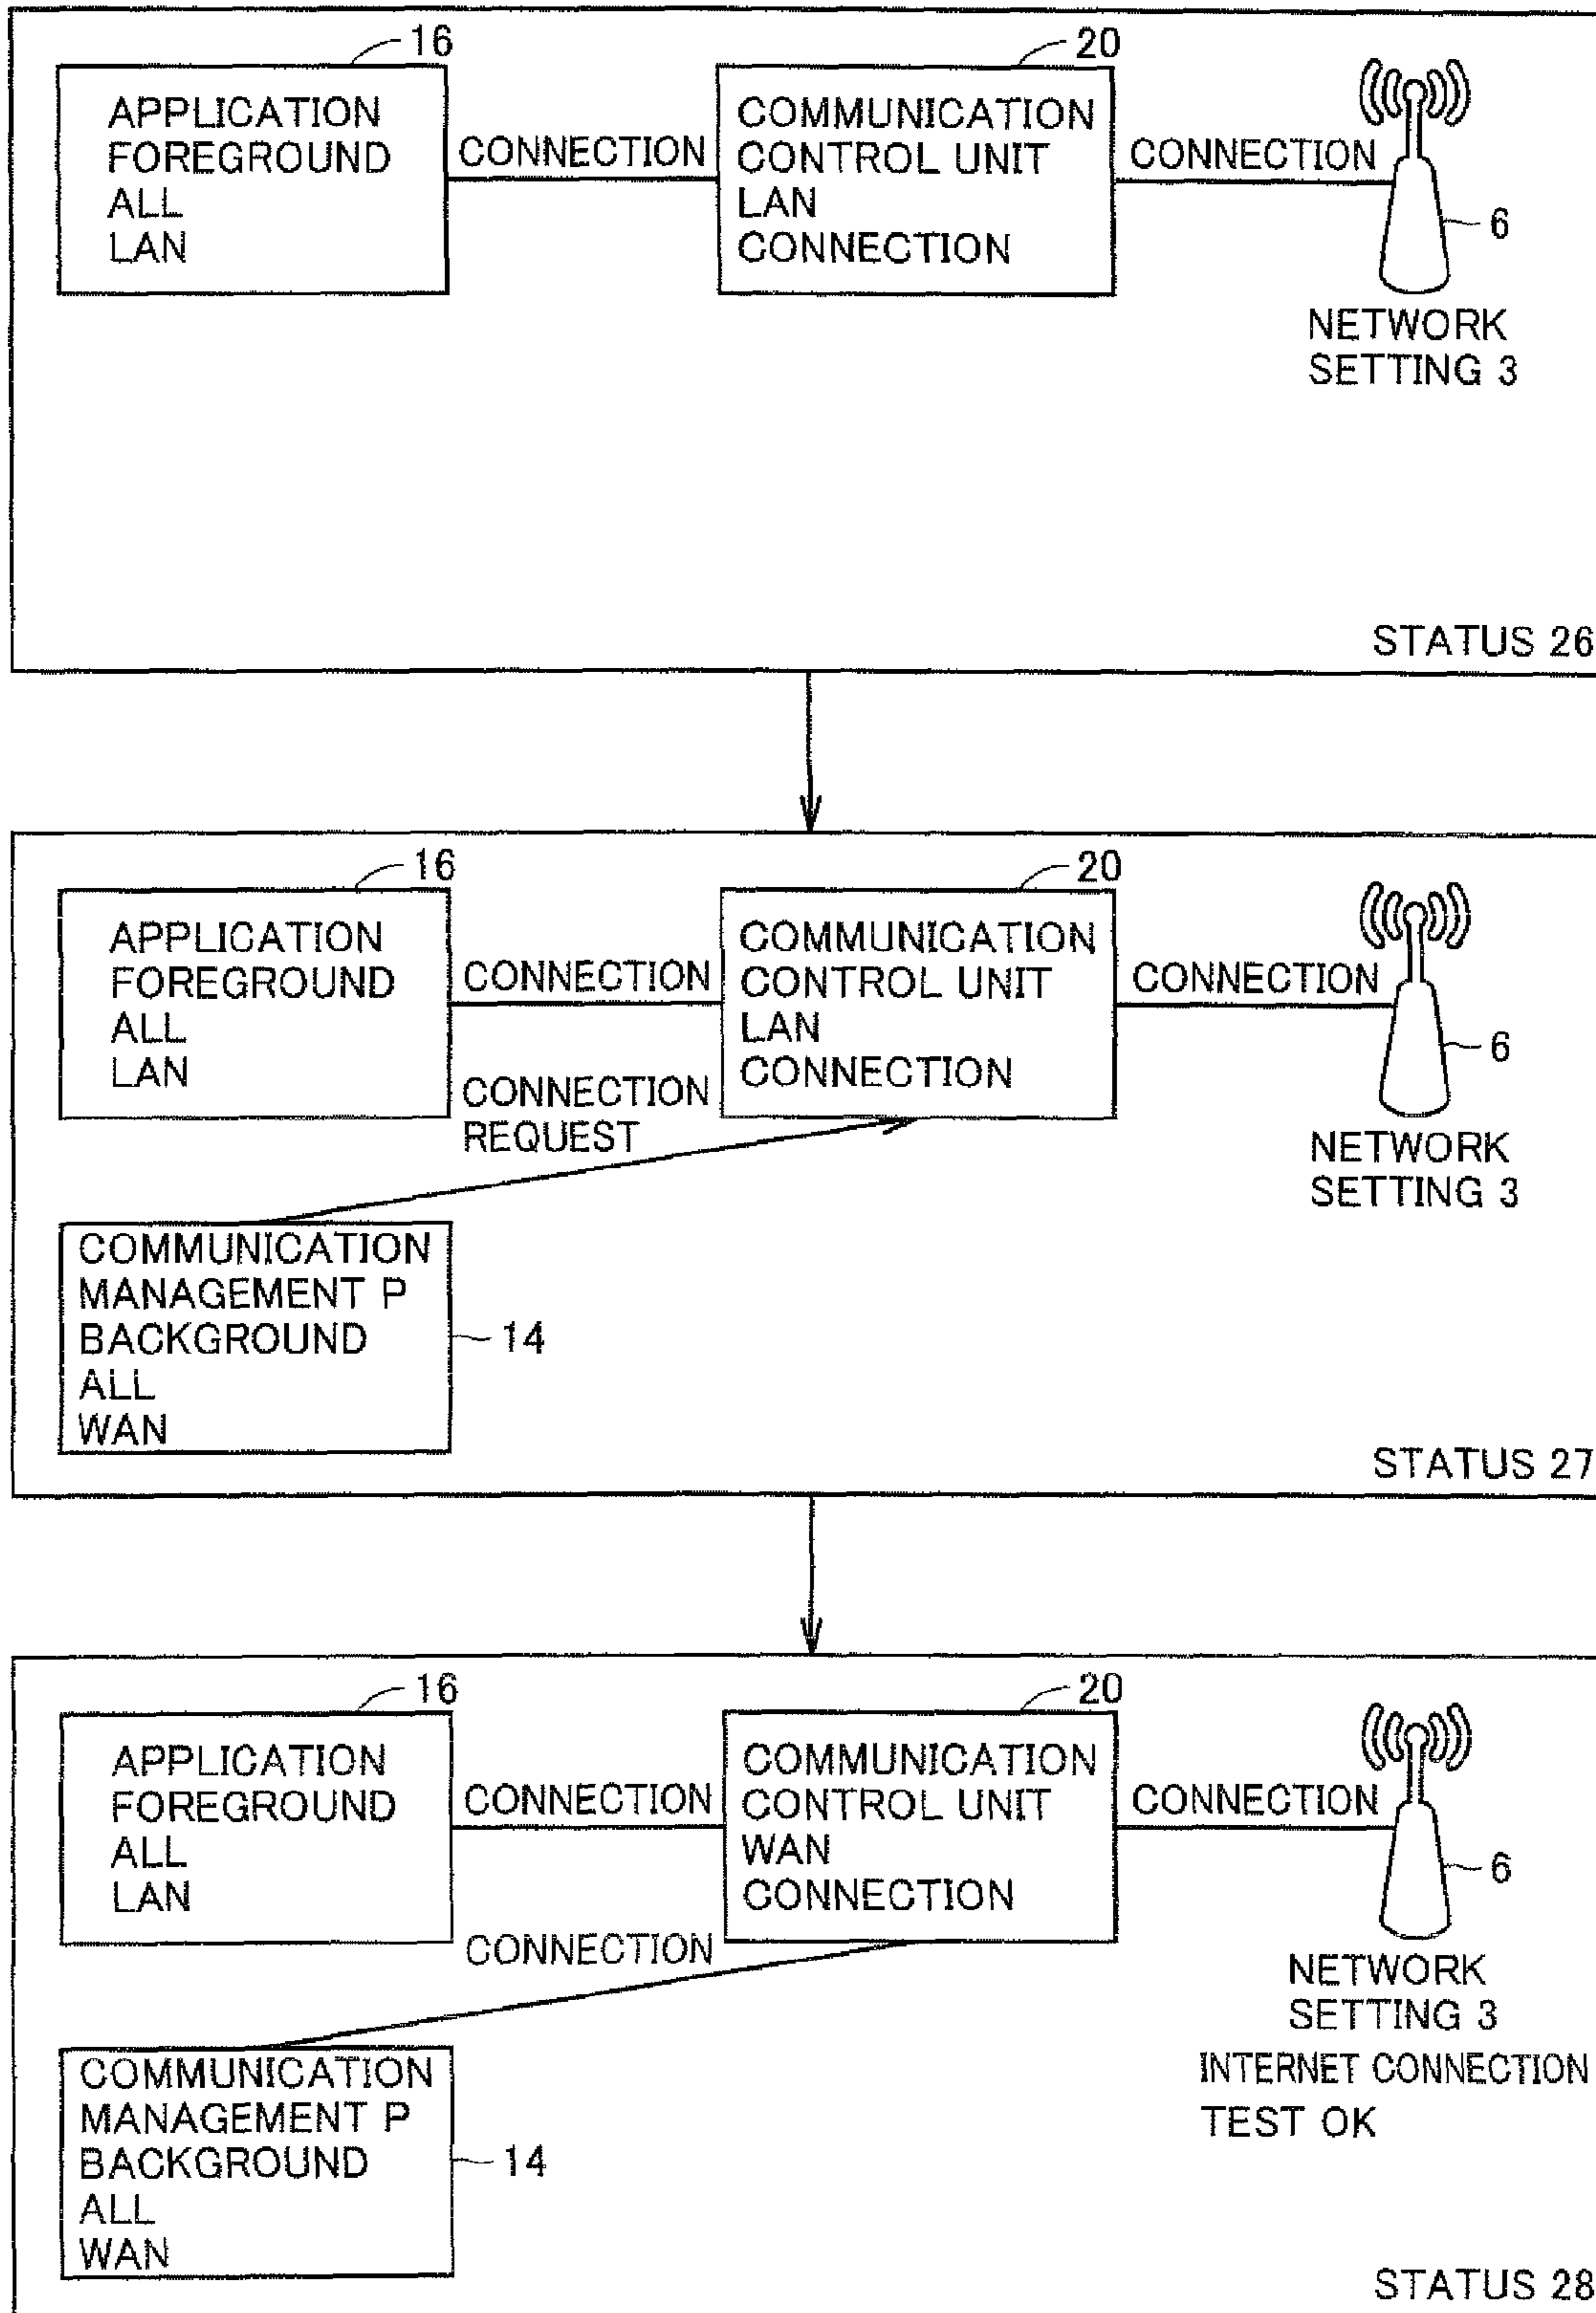 16
APPLICATION
FOREGROUND
ALL
LAN
CONNECTION
20
COMMUNICATION
CONTROL UNIT
LAN
CONNECTION
CONNECTION
6
NETWORK
SETTING 3
STATUS 26
16
APPLICATION
FOREGROUND
ALL
LAN
CONNECTION
20
COMMUNICATION
CONTROL UNIT
LAN
CONNECTION
CONNECTION
6
NETWORK
SETTING 3
CONNECTION
REQUEST
COMMUNICATION
MANAGEMENT P
BACKGROUND
ALL
WAN
14
STATUS 27
16
APPLICATION
FOREGROUND
ALL
LAN
CONNECTION
20
COMMUNICATION
CONTROL UNIT
WAN
CONNECTION
CONNECTION
6
NETWORK
SETTING 3
INTERNET CONNECTION
TEST OK
CONNECTION
COMMUNICATION
MANAGEMENT P
BACKGROUND
ALL
WAN
14
STATUS 28